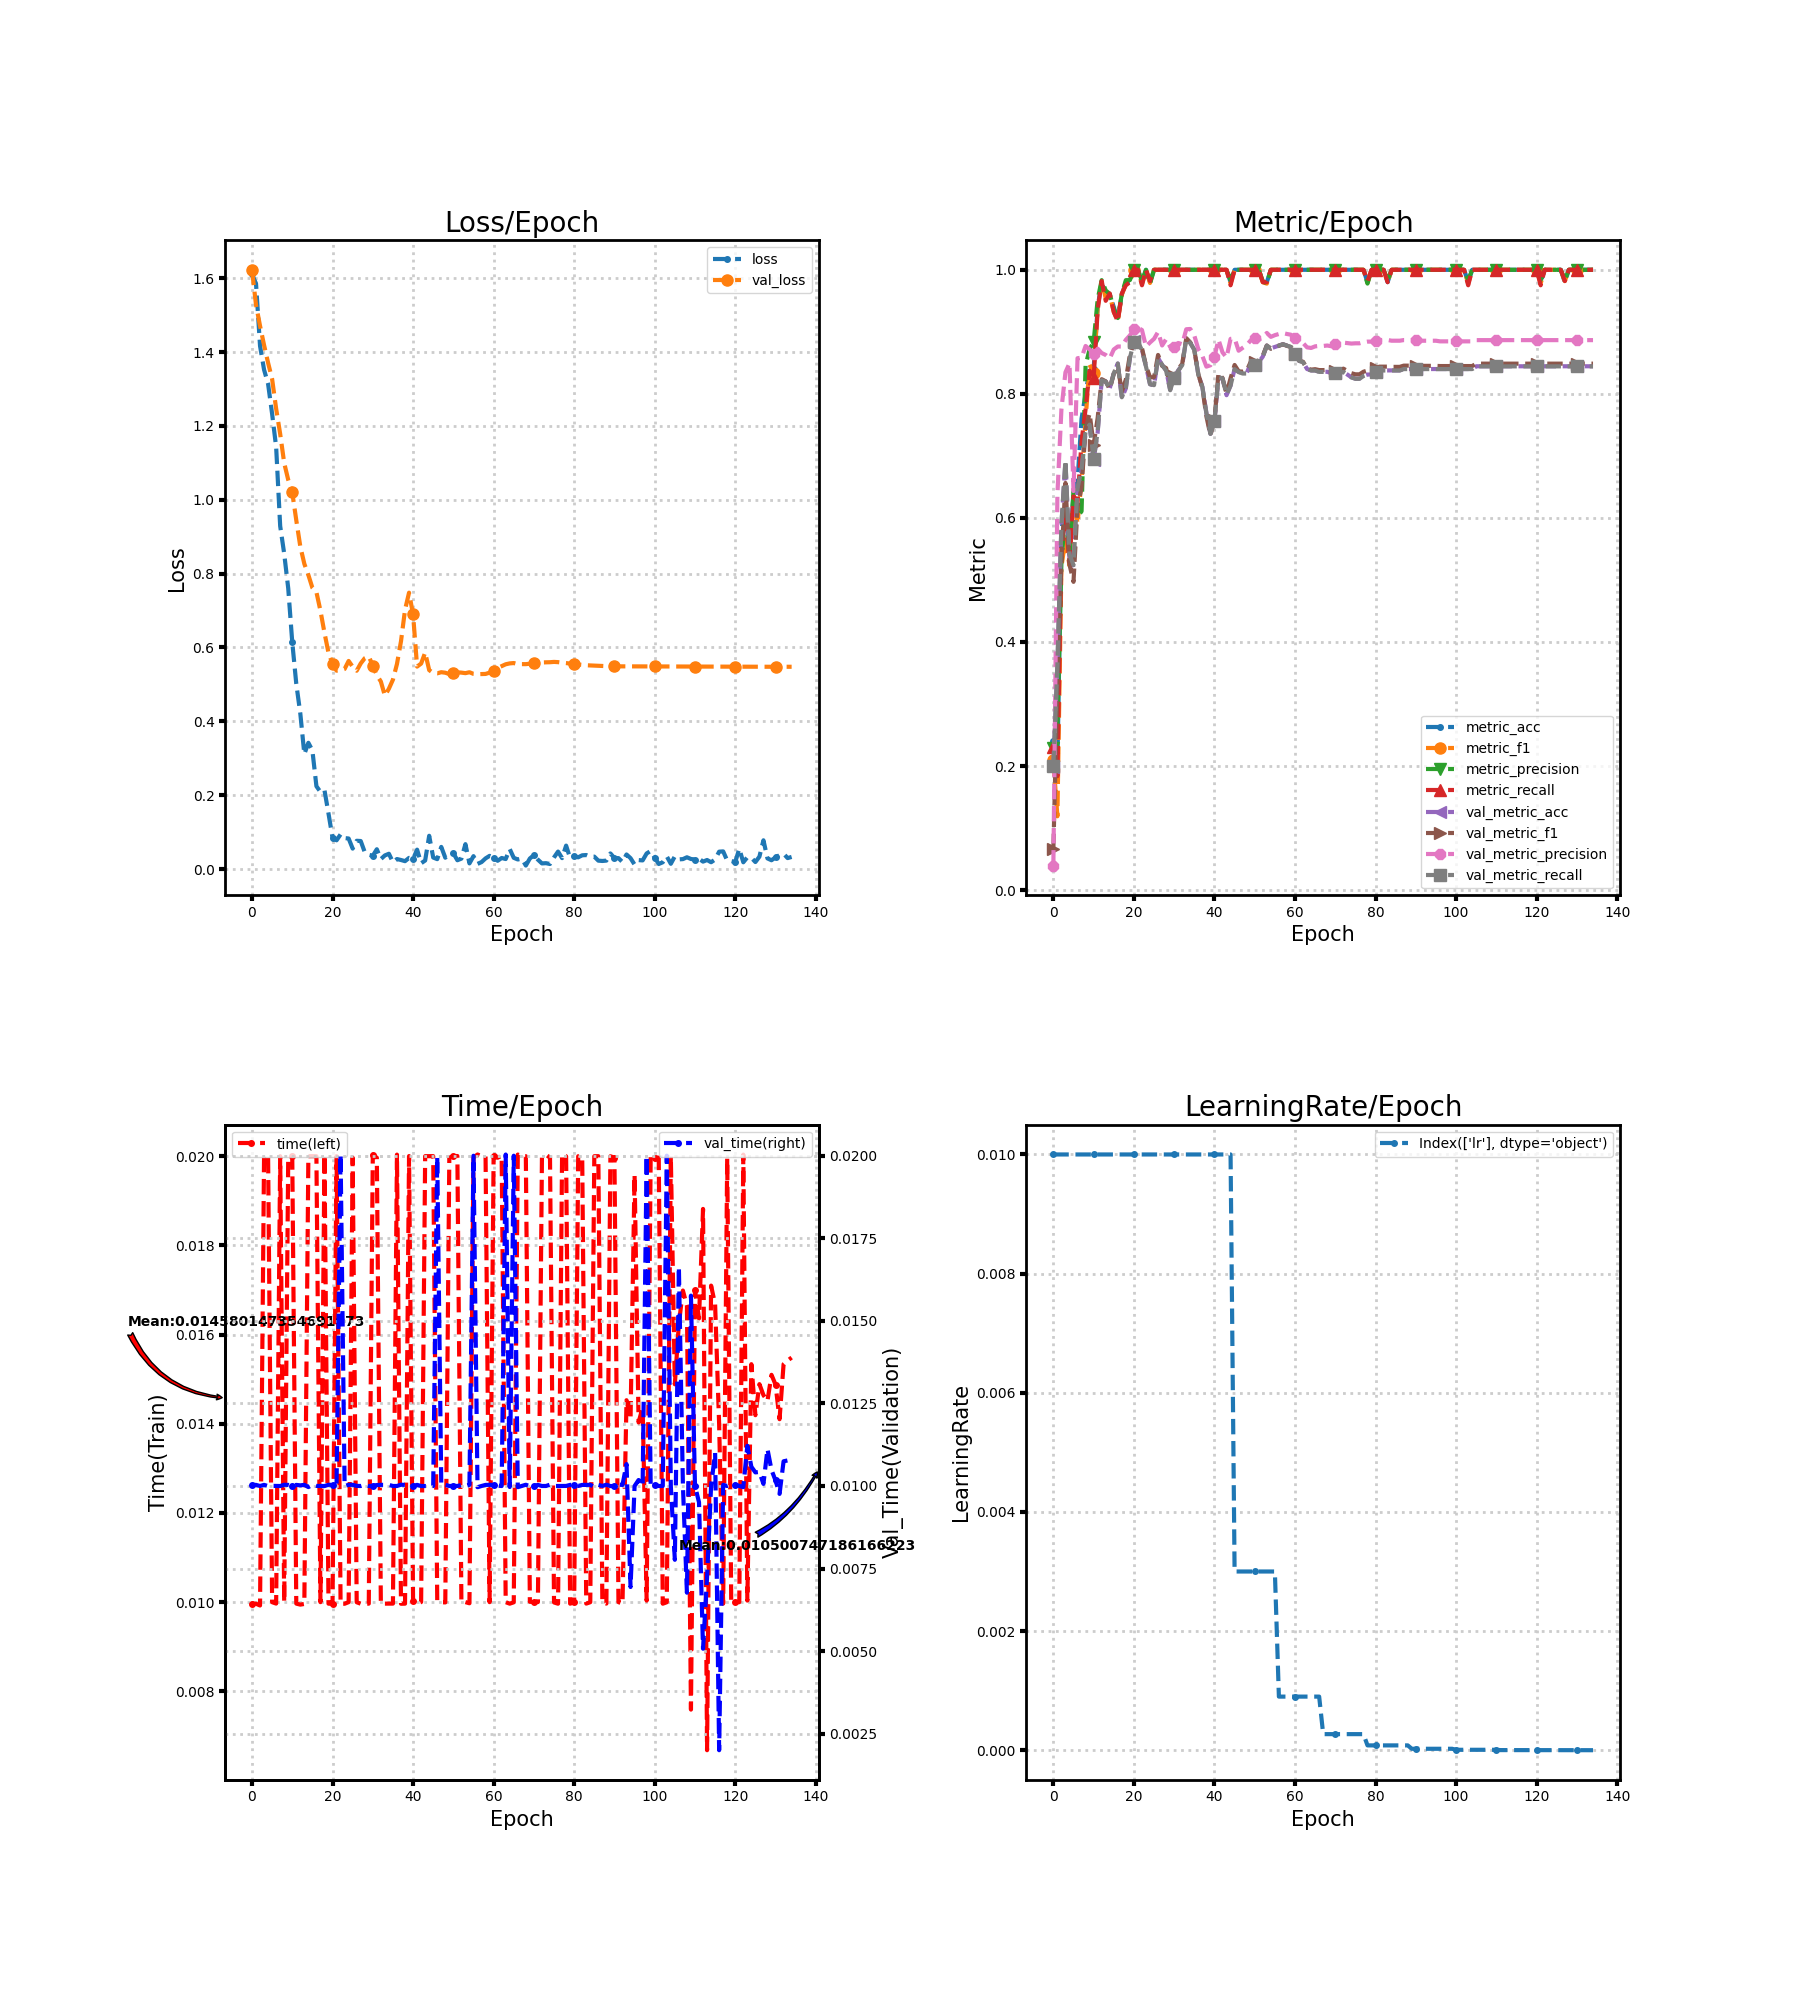 Loss/Epoch
1.6
1.4
1.2
1.0
0.8
0.6
0.4
0.2
0.0
Loss
loss
val_loss
0 20 40 60 80 100 120 140
Epoch
Metric/Epoch
1.0
0.8
0.6
0.4
0.2
0.0
Metric
metric_acc
metric_f1
metric_precision
metric_recall
val_metric_acc
val_metric_f1
val_metric_precision
val_metric_recall
0 20 40 60 80 100 120 140
Epoch
Time/Epoch
time(left)
val_time(right)
0.020
0.018
0.016
0.014
0.012
0.010
0.008
Time(Train)
0.0200
0.0175
0.0150
0.0125
0.0100
0.0075
0.0050
0.0025
Val_Time(Validation)
Mean:0.010500747186166223
0 20 40 60 80 100 120 140
Epoch
LearningRate/Epoch
Index(['lr'], dtype='object')
0.010
0.008
0.006
0.004
0.002
0.000
LearningRate
0 20 40 60 80 100 120 140
Epoch